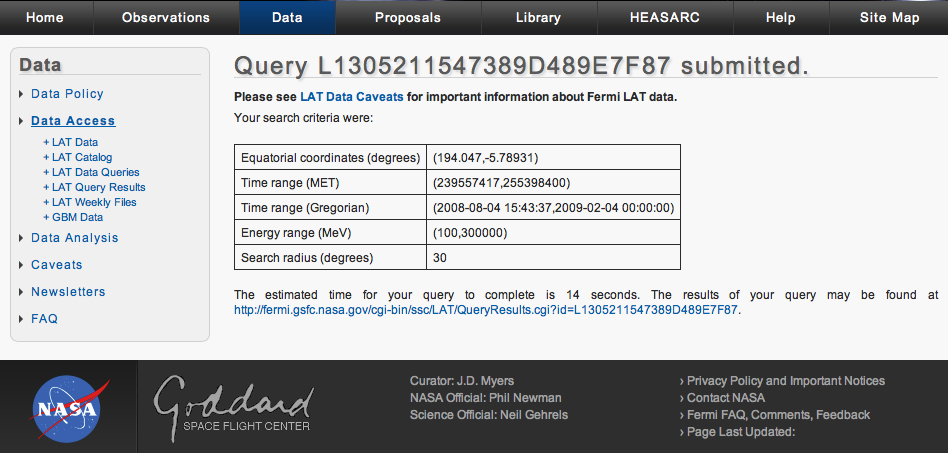 Home Observations Data Proposals Library HEASARC Help Site Map
Data
Data Policy
Data Access
+ LAT Data
+ LAT Catalog
+ LAT Data Queries
+ LAT Query Results
+ LAT Weekly Files
+ GBM Data
Data Analysis
Caveats
Newsletters
FAQ
Query L1305211547389D489E7F87 submitted.
Please see LAT Data Caveats for important information about Fermi LAT data.
Your search criteria were:
Equatorial coordinates (degrees) (194.047,-5.78931)
Time range (MET) (239557417,255398400)
Time range (Gregorian) (2008-08-04 15:43:37,2009-02-04 00:00:00)
Energy range (MeV) (100,300000)
Search radius (degrees) 30
The estimated time for your query to complete is 14 seconds. The results of your query may be found at
http://fermi.gsfc.nasa.gov/cgi-bin/ssc/LAT/QueryResults.cgi?id=L1305211547389D489E7F87.
NASA
Goddard
SPACE FLIGHT CENTER
Curator: J.D. Myers
NASA Official: Phil Newman
Science Official: Neil Gehrels
› Privacy Policy and Important Notices
› Contact NASA
› Fermi FAQ, Comments, Feedback
› Page Last Updated: